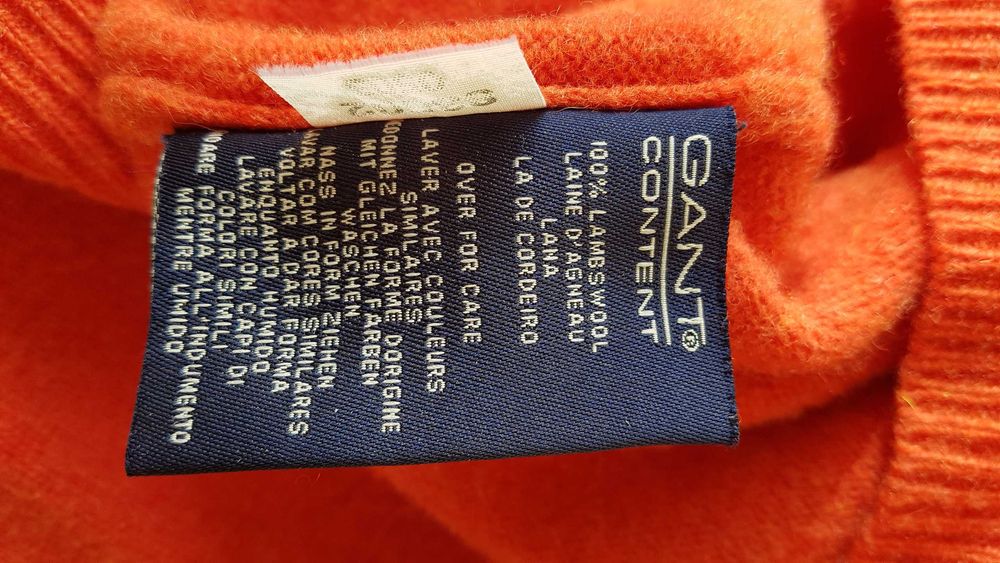 GANT®
CONTENT
100% LAMBSWOOL
LAINE D'AGNEAU
LANA
LA DE CORDEIRO
OVER FOR CARE
LAVER AVEC COULEURS
SIMILAIRES
REDONNEZ LA FORME DORIGINE
MIT GLEICHEN FARBEN
WASCHEN
NASS IN FORM ZIEHEN
LAVAR COM CORES SIMILARES
VOLTAR A DAR FORMA
ENQUANTO HUMIDO
LAVARE CON CAPI DI
COLORI SIMILI
DARE FORMA ALL'INDUMENTO
MENTRE UMIDO